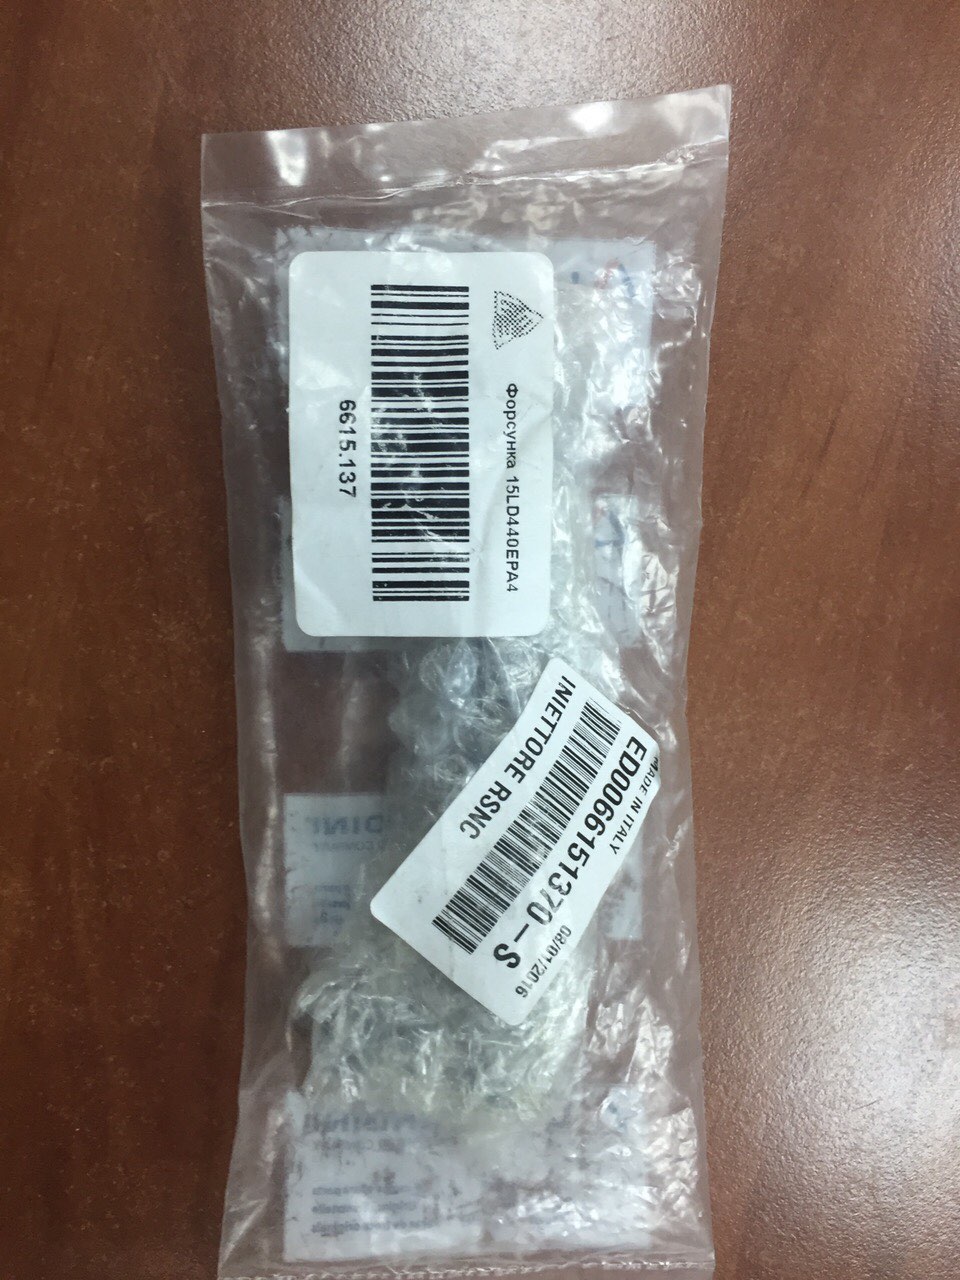 Форсунка 15LD440EPA4
6615.137
MADE IN ITALY
08/01/2016
ED0066151370-S
INIETTORE RSNC